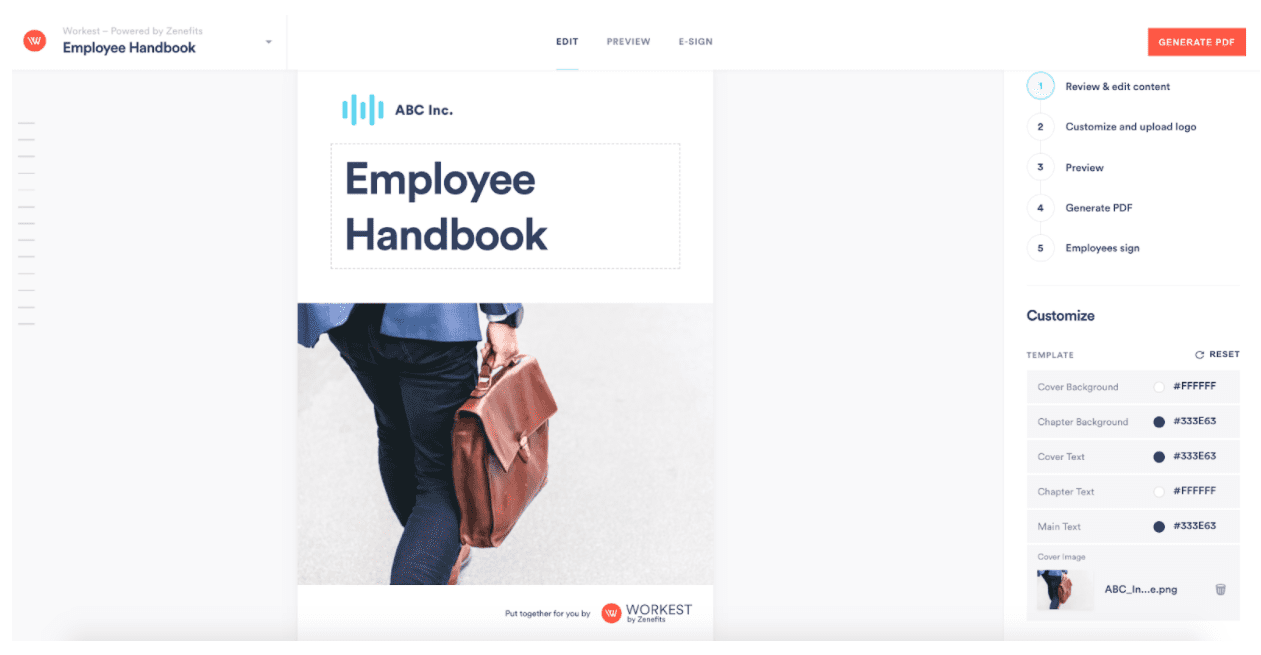 Workest – Powered by Zenefits
Employee Handbook
EDIT
PREVIEW
E-SIGN
GENERATE PDF
ABC Inc.
Employee
Handbook
Put together for you by
WORKEST
by Zenefits
1 Review & edit content
2 Customize and upload logo
3 Preview
4 Generate PDF
5 Employees sign
Customize
TEMPLATE RESET
Cover Background #FFFFFF
Chapter Background #333E63
Cover Text #333E63
Chapter Text #FFFFFF
Main Text #333E63
Cover Image
ABC_In...e.png